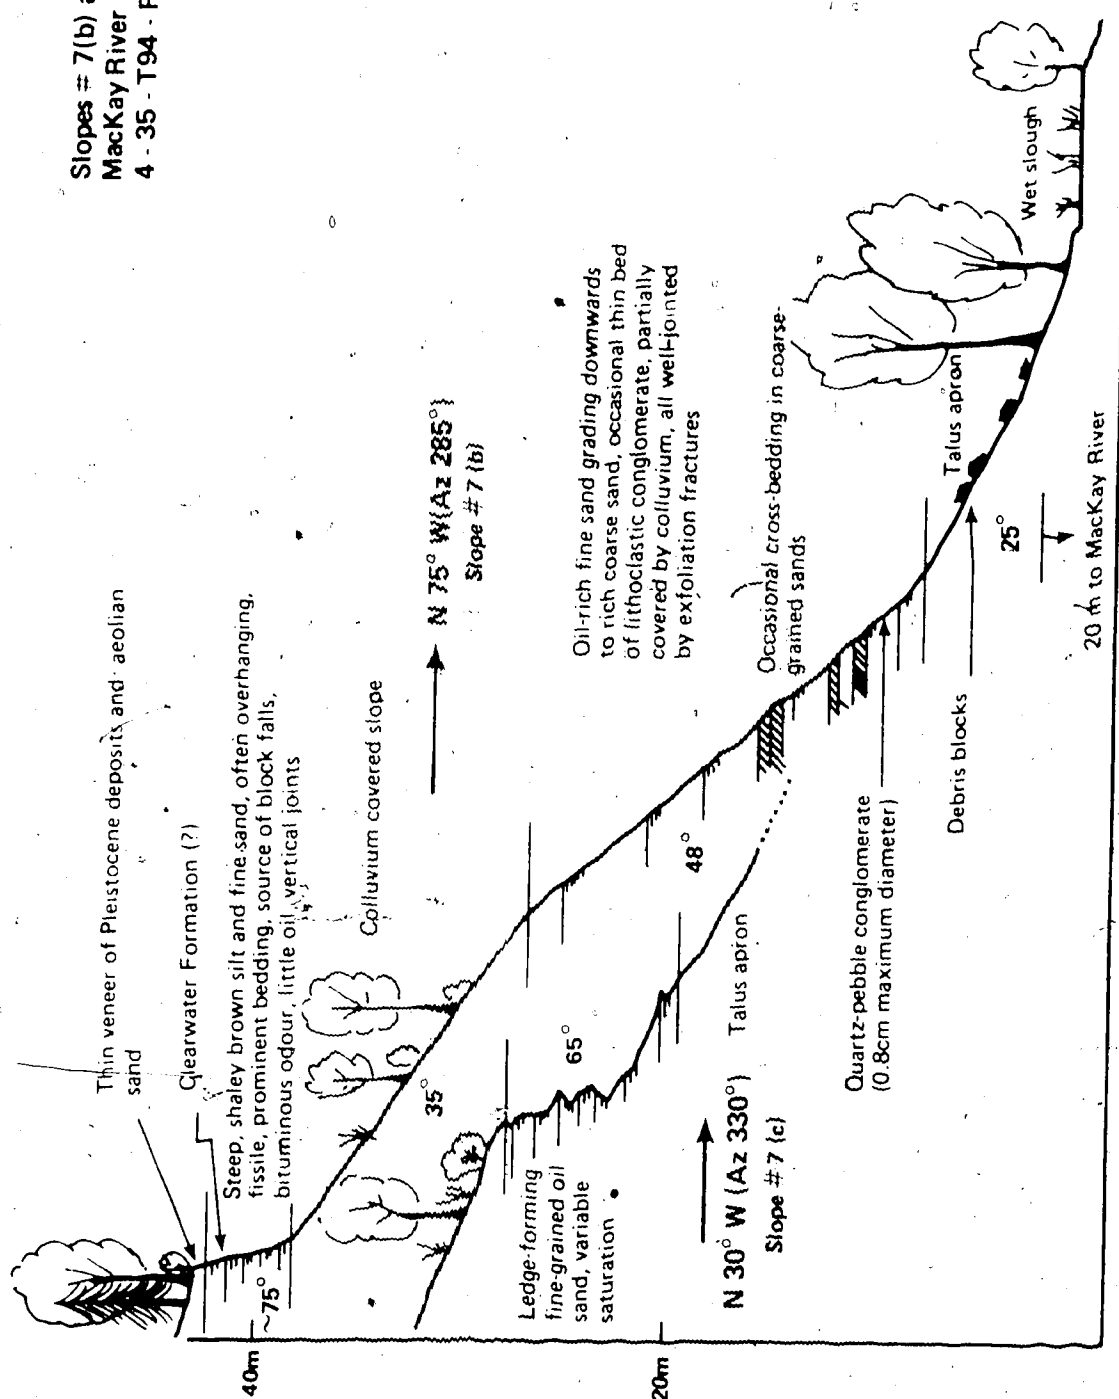 Slopes # 7(b)
MacKay River
4 - 35 - T94 -
Thin veneer of Pleistocene deposits and aeolian
sand
Clearwater Formation (?)
Steep, shaley brown silt and fine sand, often overhanging,
fissile, prominent bedding, source of block falls,
bituminous odour, little oil, vertical joints
Colluvium covered slope
N 75° W (Az 285°)
Slope # 7 (b)
Oil-rich fine sand grading downwards
to rich coarse sand, occasional thin bed
of lithoclastic conglomerate, partially
covered by colluvium, all well-jointed
by exfoliation fractures
Occasional cross-bedding in coarse-
grained sands
Wet slough
Talus apron
40m
~75°
35°
65°
48°
25°
20m
Ledge-forming
fine-grained oil
sand, variable
saturation
Talus apron
N 30° W (Az 330°)
Slope # 7 (c)
Quartz-pebble conglomerate
(0.8cm maximum diameter)
Debris blocks
20 m to MacKay River